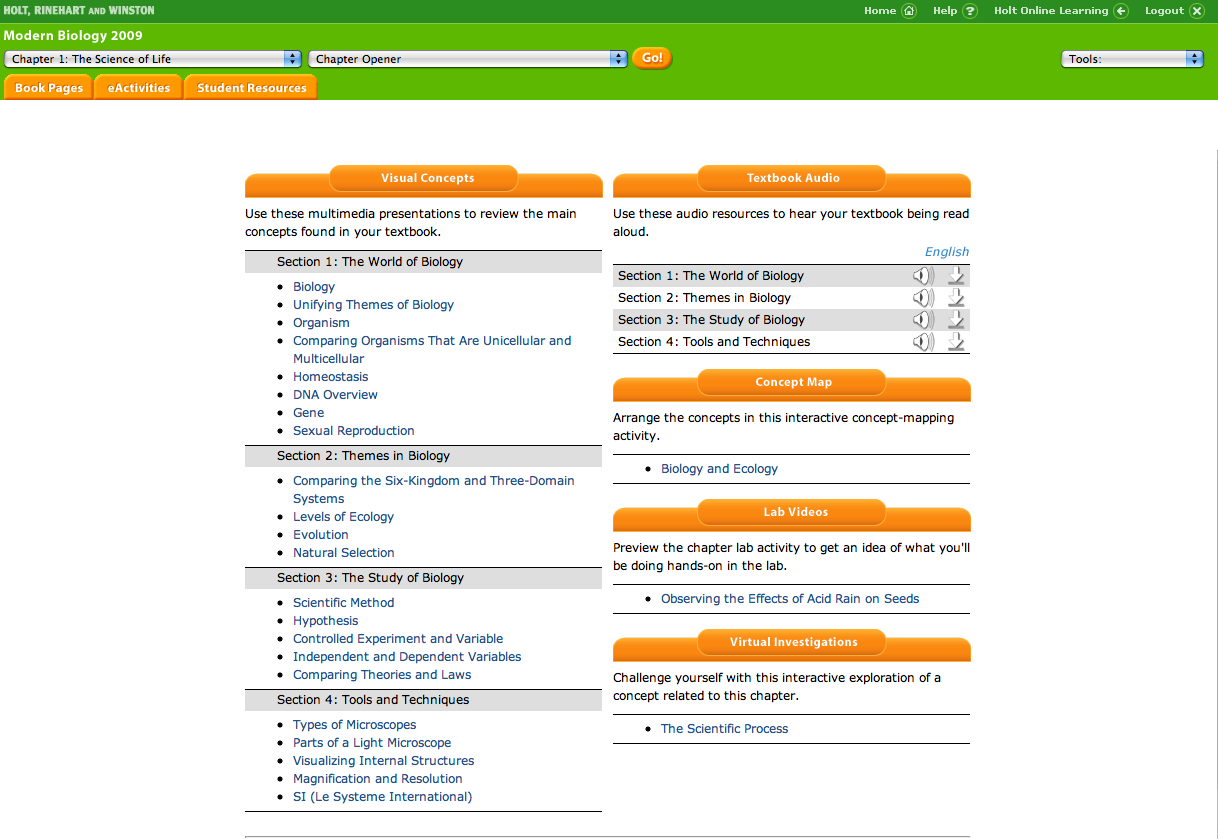 HOLT, RINEHART AND WINSTON
Home Help ? Holt Online Learning Logout
Modern Biology 2009
Chapter 1: The Science of Life Chapter Opener Go! Tools:
Book Pages eActivities Student Resources
Visual Concepts
Use these multimedia presentations to review the main
concepts found in your textbook.
Section 1: The World of Biology
Biology
Unifying Themes of Biology
Organism
Comparing Organisms That Are Unicellular and
Multicellular
Homeostasis
DNA Overview
Gene
Sexual Reproduction
Section 2: Themes in Biology
Comparing the Six-Kingdom and Three-Domain
Systems
Levels of Ecology
Evolution
Natural Selection
Section 3: The Study of Biology
Scientific Method
Hypothesis
Controlled Experiment and Variable
Independent and Dependent Variables
Comparing Theories and Laws
Section 4: Tools and Techniques
Types of Microscopes
Parts of a Light Microscope
Visualizing Internal Structures
Magnification and Resolution
SI (Le Systeme International)
Textbook Audio
Use these audio resources to hear your textbook being read
aloud.
English
Section 1: The World of Biology
Section 2: Themes in Biology
Section 3: The Study of Biology
Section 4: Tools and Techniques
Concept Map
Arrange the concepts in this interactive concept-mapping
activity.
Biology and Ecology
Lab Videos
Preview the chapter lab activity to get an idea of what you'll
be doing hands-on in the lab.
Observing the Effects of Acid Rain on Seeds
Virtual Investigations
Challenge yourself with this interactive exploration of a
concept related to this chapter.
The Scientific Process